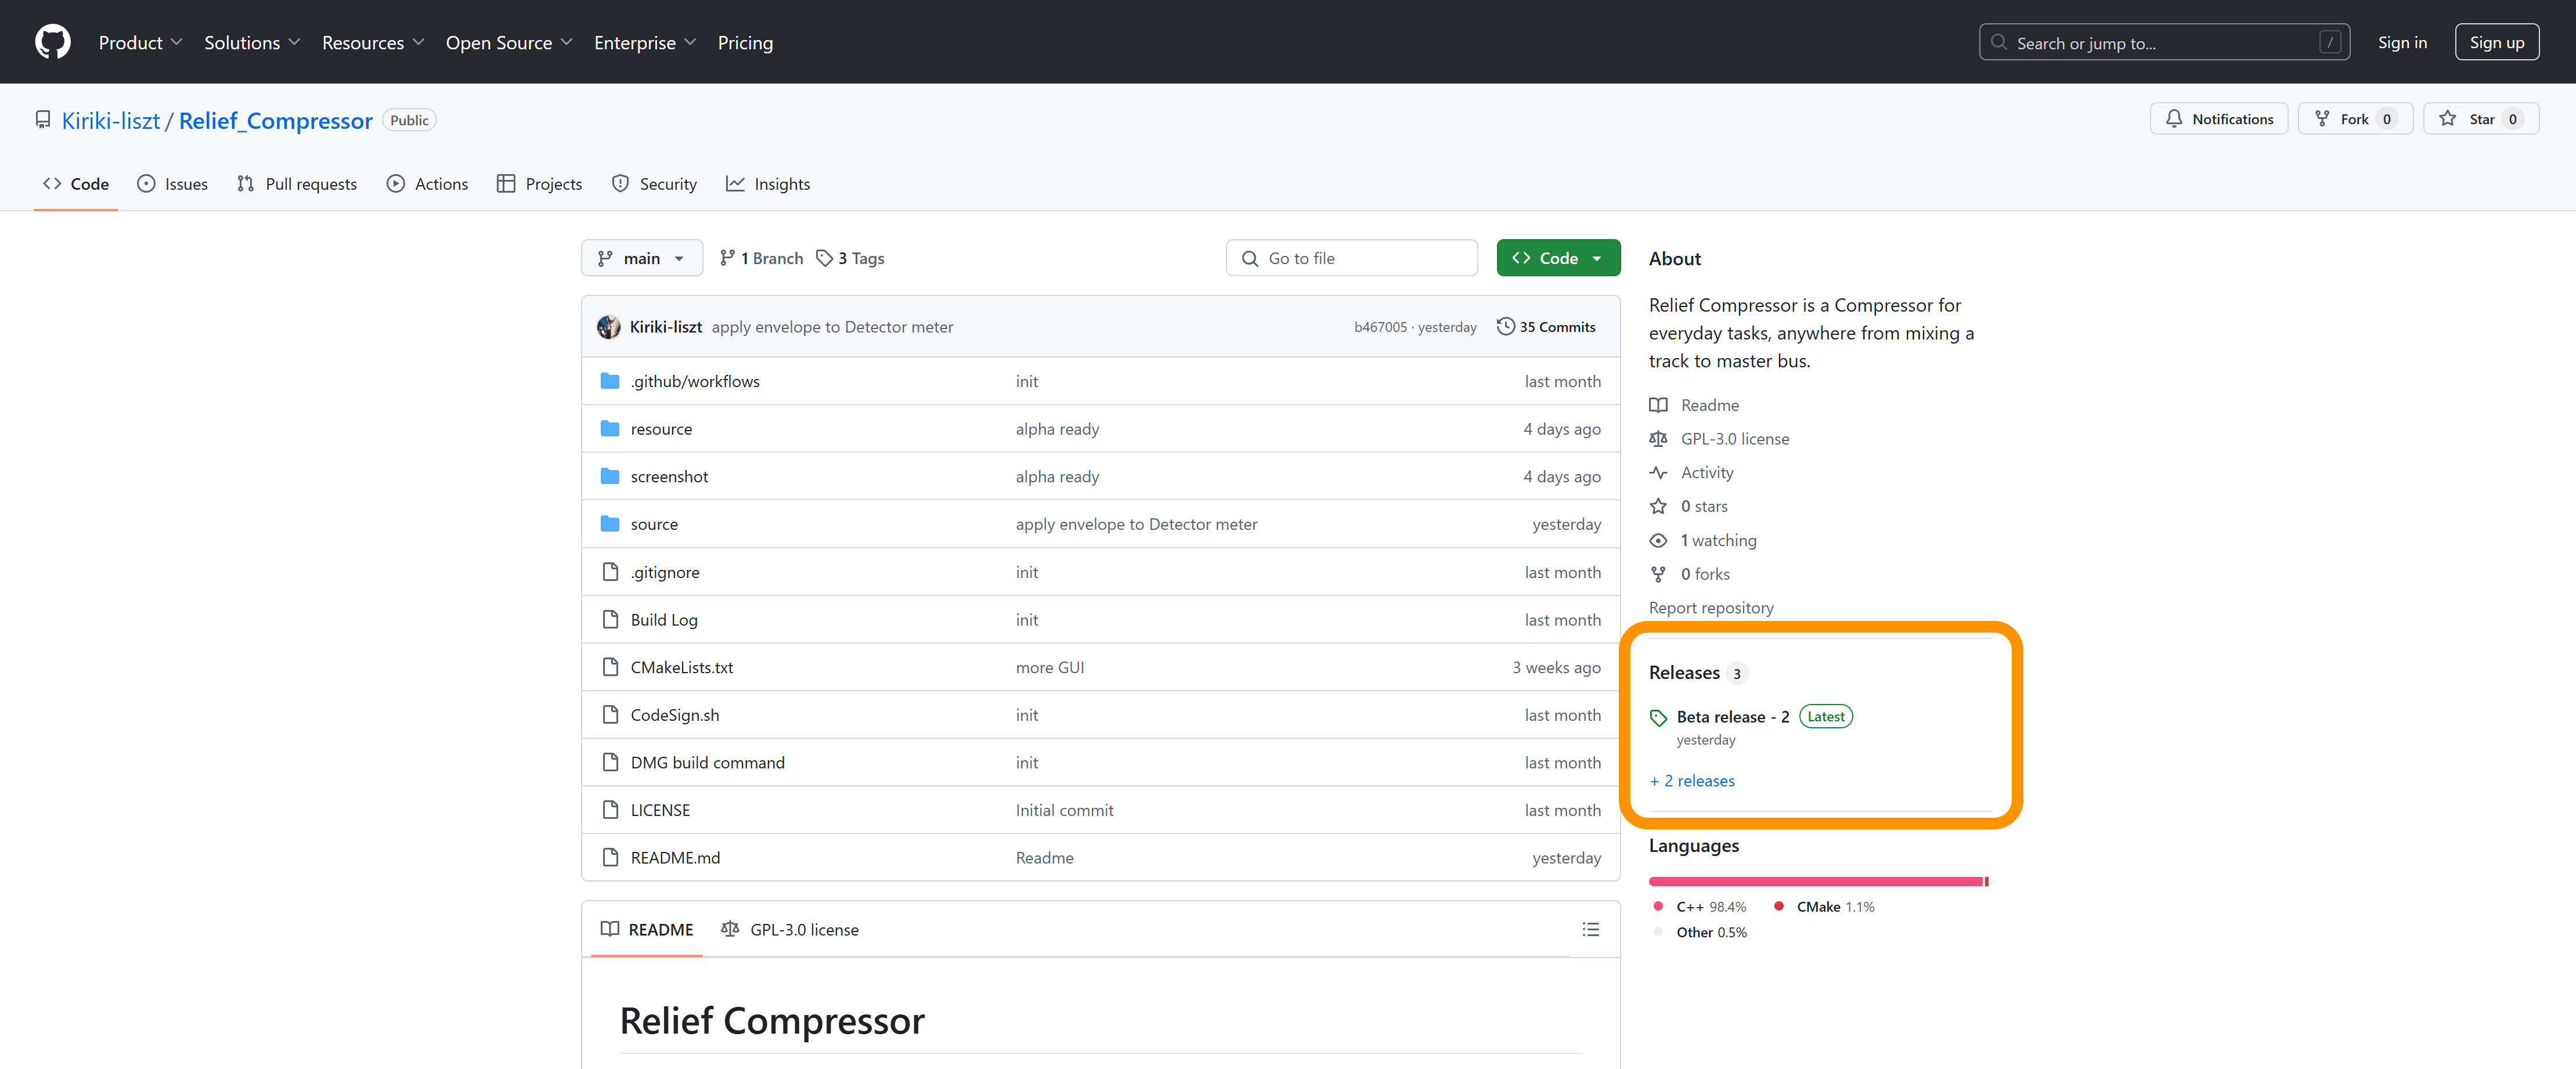 Product Solutions Resources Open Source Enterprise Pricing Search or jump to... / Sign in Sign up
Kiriki-liszt / Relief_Compressor Public Notifications Fork 0 Star 0
Code Issues Pull requests Actions Projects Security Insights
main 1 Branch 3 Tags Go to file Code
Kiriki-liszt apply envelope to Detector meter b467005 · yesterday 35 Commits
.github/workflows init last month
resource alpha ready 4 days ago
screenshot alpha ready 4 days ago
source apply envelope to Detector meter yesterday
.gitignore init last month
Build Log init last month
CMakeLists.txt more GUI 3 weeks ago
CodeSign.sh init last month
DMG build command init last month
LICENSE Initial commit last month
README.md Readme yesterday
README GPL-3.0 license
Relief Compressor
About
Relief Compressor is a Compressor for
everyday tasks, anywhere from mixing a
track to master bus.
Readme
GPL-3.0 license
Activity
0 stars
1 watching
0 forks
Report repository
Releases 3
Beta release - 2 Latest
yesterday
+ 2 releases
Languages
C++ 98.4% CMake 1.1%
Other 0.5%